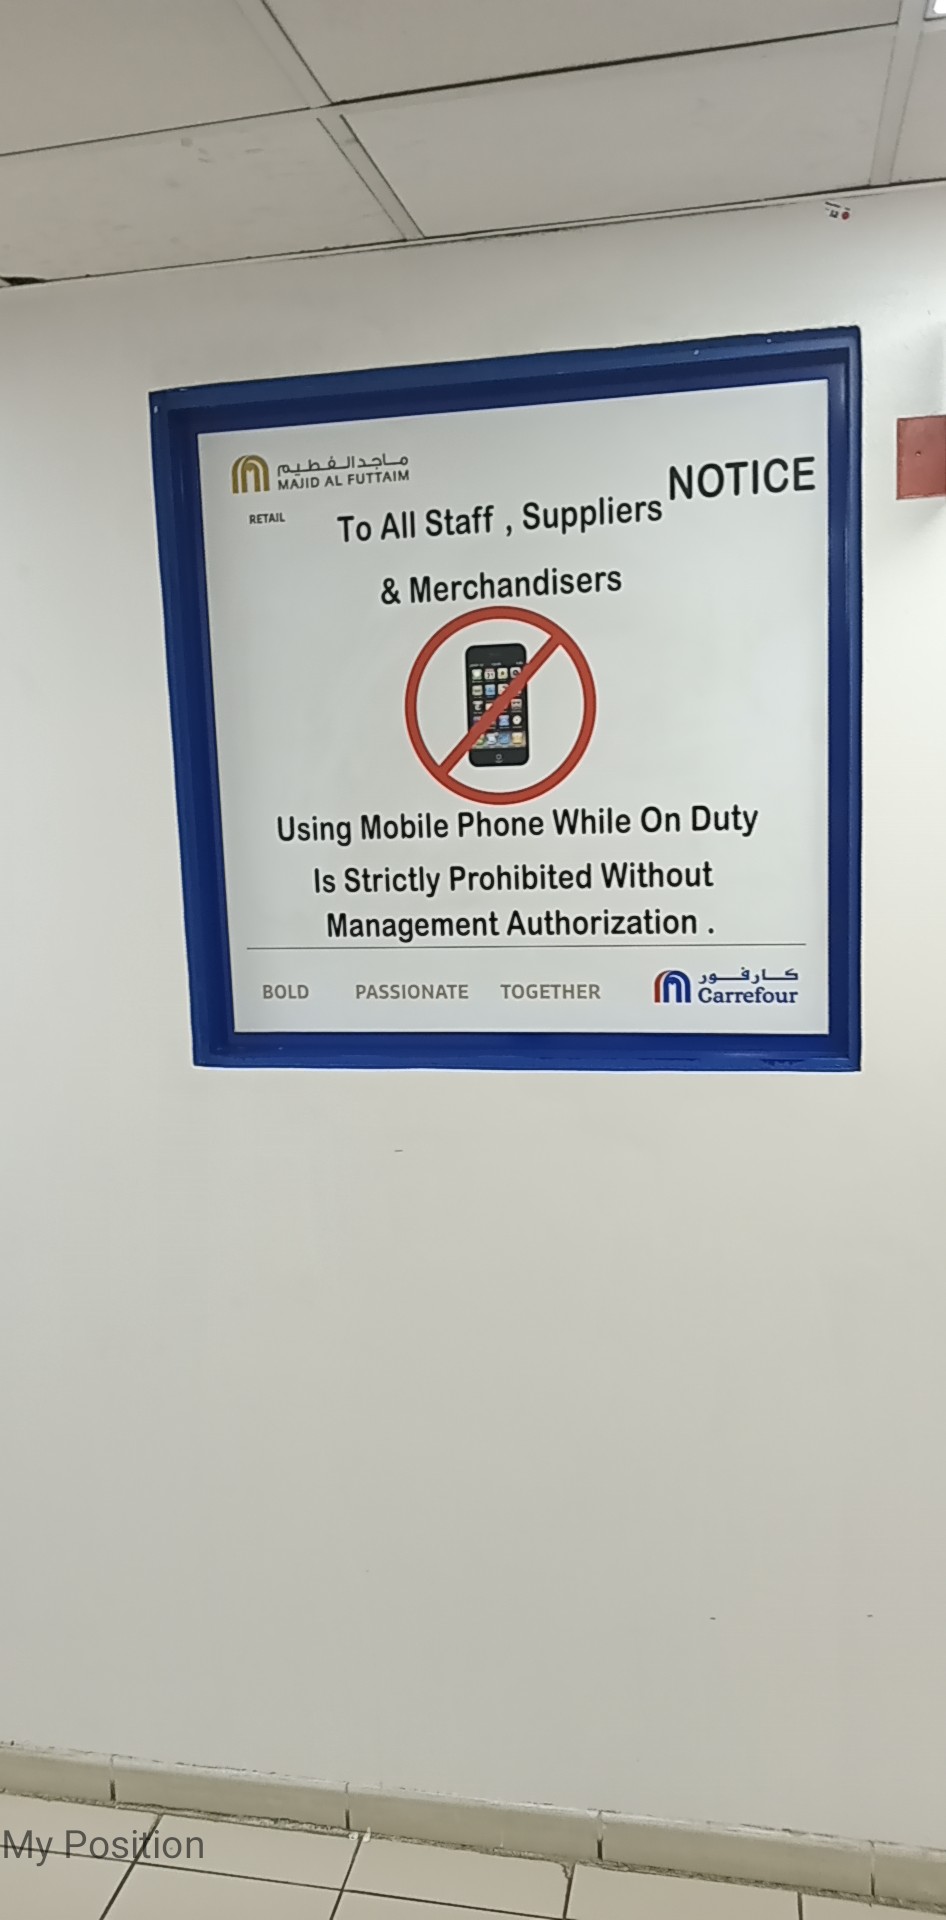 ماجد الفطيم
MAJID AL FUTTAIM
RETAIL
NOTICE
To All Staff , Suppliers
& Merchandisers
Using Mobile Phone While On Duty
Is Strictly Prohibited Without
Management Authorization .
BOLD PASSIONATE TOGETHER
كارفور
Carrefour
My Position